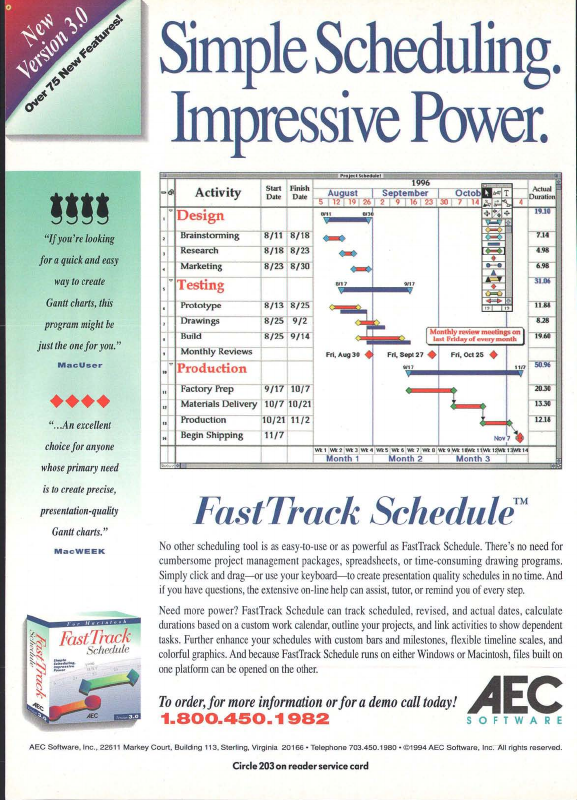 New
Version 3.0
Over 75 New Features!
Simple Scheduling.
Impressive Power.
"If you're looking
for a quick and easy
way to create
Gantt charts, this
program might be
just the one for you."
MacUser
"...An excellent
choice for anyone
whose primary need
is to create precise,
presentation-quality
Gantt charts."
MacWEEK
Project Schedule1
Activity Start Date Finish Date 1996 Actual Duration
August September Octob
5 12 19 26 2 9 16 23 30 7 14 4
1 Design 8/11 8/30 19.10
2 Brainstorming 8/11 8/18 7.14
3 Research 8/18 8/23 4.98
4 Marketing 8/23 8/30 6.98
5 Testing 8/17 9/17 31.06
6 Prototype 8/13 8/25 11.88
7 Drawings 8/25 9/2 8.28
8 Build 8/25 9/14 19.60
Monthly review meetings on
last Friday of every month
9 Monthly Reviews Fri, Aug 30 Fri, Sept 27 Fri, Oct 25
10 Production 9/17 11/7 50.96
11 Factory Prep 9/17 10/7 20.30
12 Materials Delivery 10/7 10/21 13.30
13 Production 10/21 11/2 12.18
14 Begin Shipping 11/7 Nov 7
Wk 1 Wk 2 Wk 3 Wk 4 Wk 5 Wk 6 Wk 7 Wk 8 Wk 9 Wk 10 Wk 11 Wk 12 Wk 13 Wk 14
Month 1 Month 2 Month 3
FastTrack Schedule™
No other scheduling tool is as easy-to-use or as powerful as FastTrack Schedule. There's no need for
cumbersome project management packages, spreadsheets, or time-consuming drawing programs.
Simply click and drag—or use your keyboard—to create presentation quality schedules in no time. And
if you have questions, the extensive on-line help can assist, tutor, or remind you of every step.
Need more power? FastTrack Schedule can track scheduled, revised, and actual dates, calculate
durations based on a custom work calendar, outline your projects, and link activities to show dependent
tasks. Further enhance your schedules with custom bars and milestones, flexible timeline scales, and
colorful graphics. And because FastTrack Schedule runs on either Windows or Macintosh, files built on
one platform can be opened on the other.
For Macintosh
FastTrack
Schedule
Simple
Scheduling.
Impressive
Power
AEC
Version 3.0
FastTrack
Schedule
AEC
3.0
To order, for more information or for a demo call today!
1.800.450.1982
AEC
SOFTWARE
AEC Software, Inc., 22611 Markey Court, Building 113, Sterling, Virginia 20166 • Telephone 703.450.1980 • ©1994 AEC Software, Inc. All rights reserved.
Circle 203 on reader service card